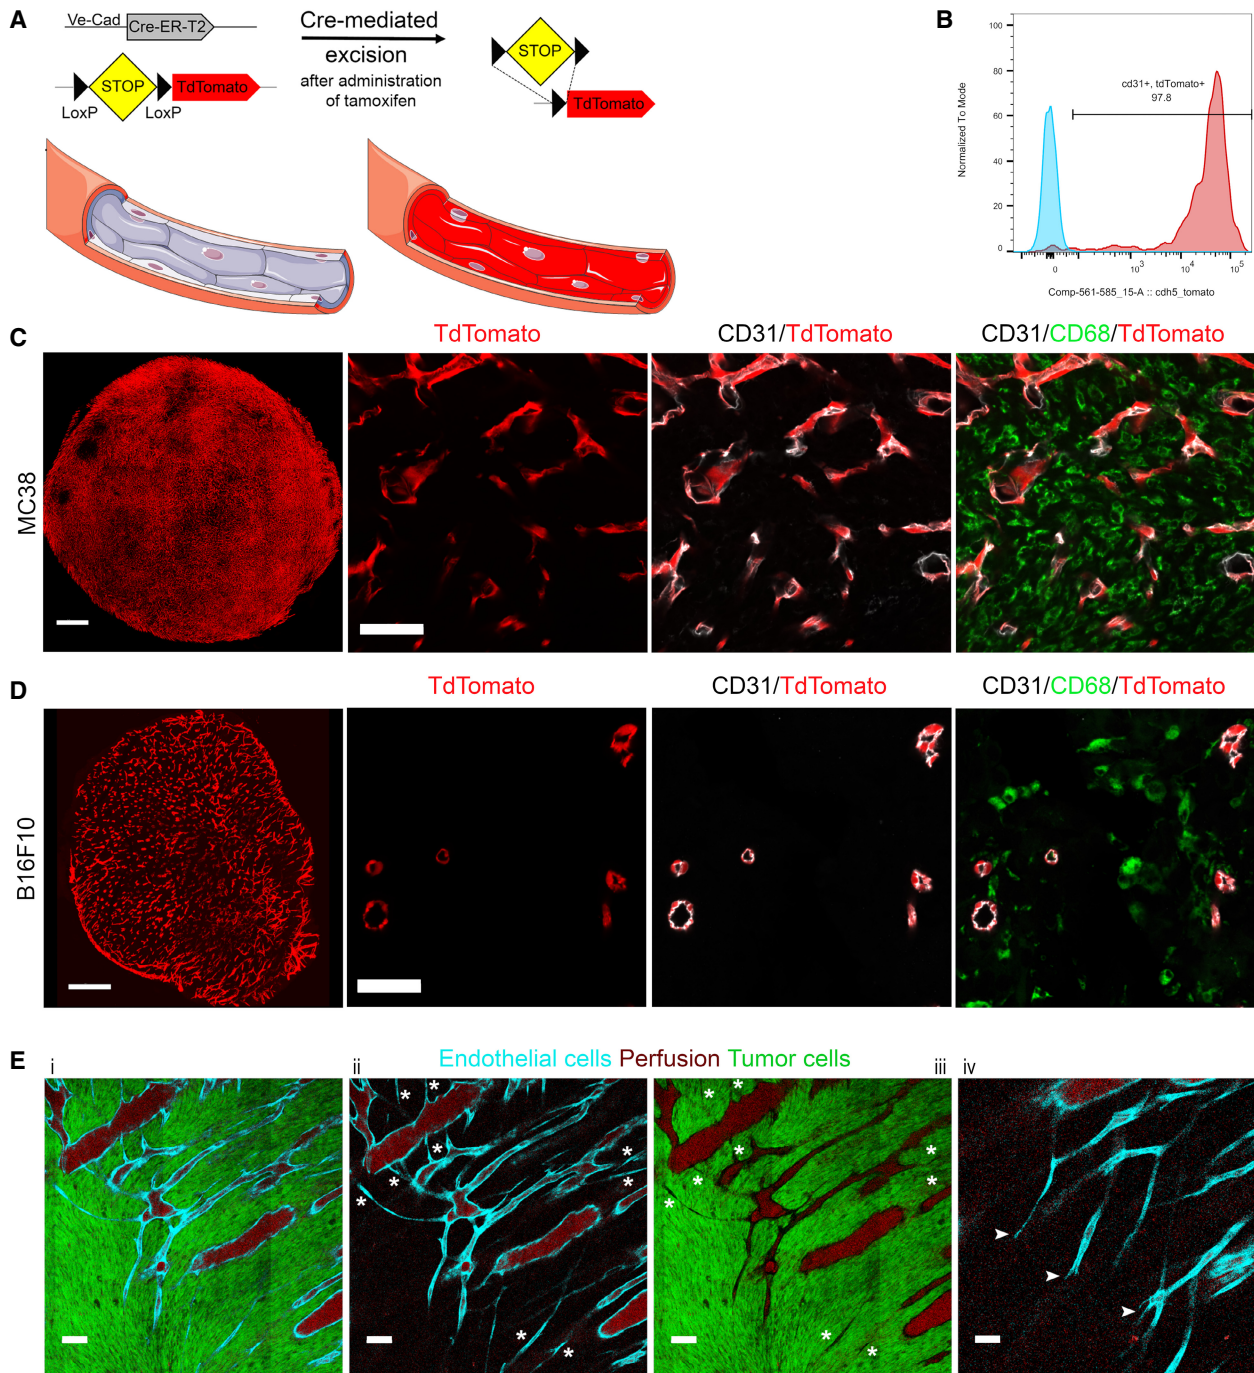 A
Ve-Cad
Cre-ER-T2
STOP
TdTomato
LoxP
LoxP
Cre-mediated
excision
after administration
of tamoxifen
STOP
TdTomato
B
Normalized To Mode
100
80
60
40
20
0
cd31+, tdTomato+
97.8
0
10^3
10^4
10^5
Comp-561-585_15-A :: cdh5_tomato
C
TdTomato
CD31/TdTomato
CD31/CD68/TdTomato
MC38
D
TdTomato
CD31/TdTomato
CD31/CD68/TdTomato
B16F10
E
Endothelial cells Perfusion Tumor cells
i
ii
iii
iv
* * * * * * * * *
* * * * * * * * *